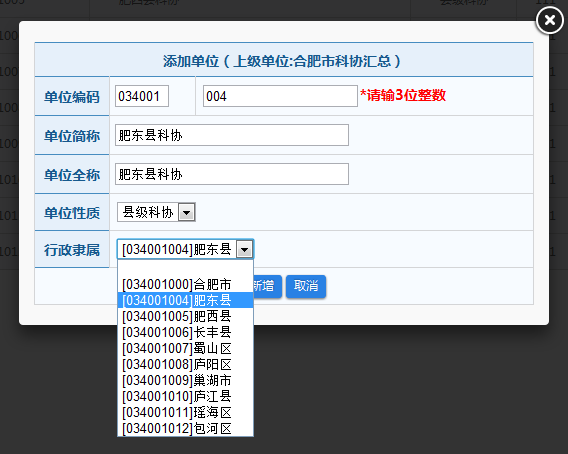 添加单位（上级单位:合肥市科协汇总）
单位编码 034001 004 *请输3位整数
单位简称 肥东县科协
单位全称 肥东县科协
单位性质 县级科协
行政隶属 [034001004]肥东县
新增 取消
[034001000]合肥市
[034001004]肥东县
[034001005]肥西县
[034001006]长丰县
[034001007]蜀山区
[034001008]庐阳区
[034001009]巢湖市
[034001010]庐江县
[034001011]瑶海区
[034001012]包河区